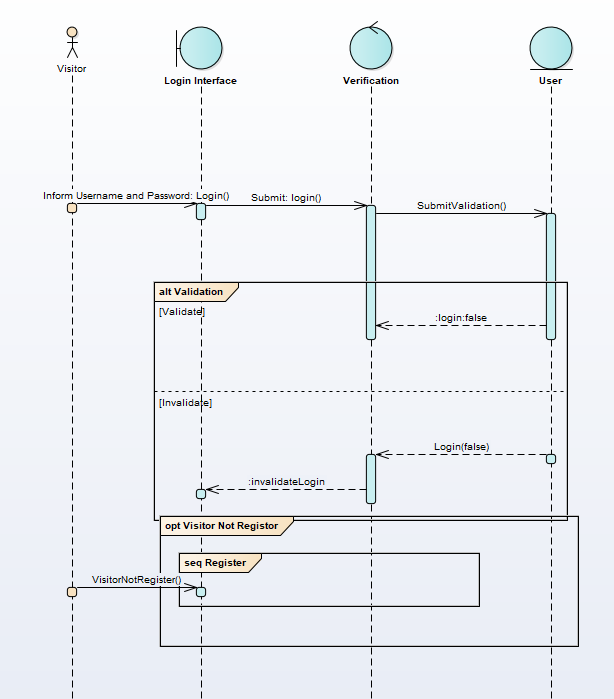 Visitor
Login Interface
Verification
User
Inform Username and Password: Login()
Submit: login()
SubmitValidation()
alt Validation
[Validate]
:login:false
[Invalidate]
Login(false)
:invalidateLogin
opt Visitor Not Registor
seq Register
VisitorNotRegister()